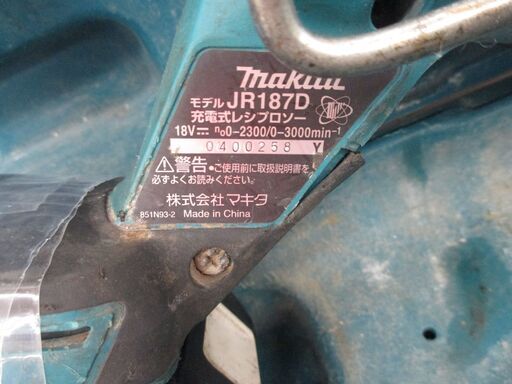 makita
モデル JR187D
充電式レシプロソー
18V⎓ n₀0-2300/0-3000min⁻¹
0400258 Y
⚠警告 ●ご使用前に取扱説明書を
必ずよくお読みください。
株式会社 マキタ
851N93-2 Made in China